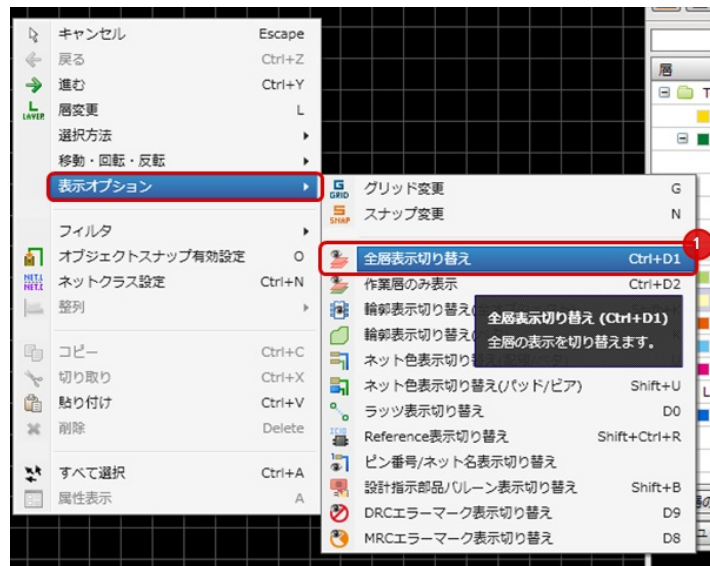 キャンセル Escape
戻る Ctrl+Z
進む Ctrl+Y
LAYER 層変更 L
選択方法
移動・回転・反転
表示オプション
フィルタ
オブジェクトスナップ有効設定 O
ネットクラス設定 Ctrl+N
整列
コピー Ctrl+C
切り取り Ctrl+X
貼り付け Ctrl+V
削除 Delete
すべて選択 Ctrl+A
属性表示 A
GRID グリッド変更 G
SNAP スナップ変更 N
1
全層表示切り替え Ctrl+D1
作業層のみ表示 Ctrl+D2
輪郭表示切り替え(
輪郭表示切り替え(
ネット色表示切り替え
ネット色表示切り替え(パッド/ビア) Shift+U
ラッツ表示切り替え D0
Reference表示切り替え Shift+Ctrl+R
ピン番号/ネット名表示切り替え
設計指示部品バルーン表示切り替え Shift+B
DRCエラーマーク表示切り替え D9
MRCエラーマーク表示切り替え D8
全層表示切り替え (Ctrl+D1)
全層の表示を切り替えます。
層
T
L